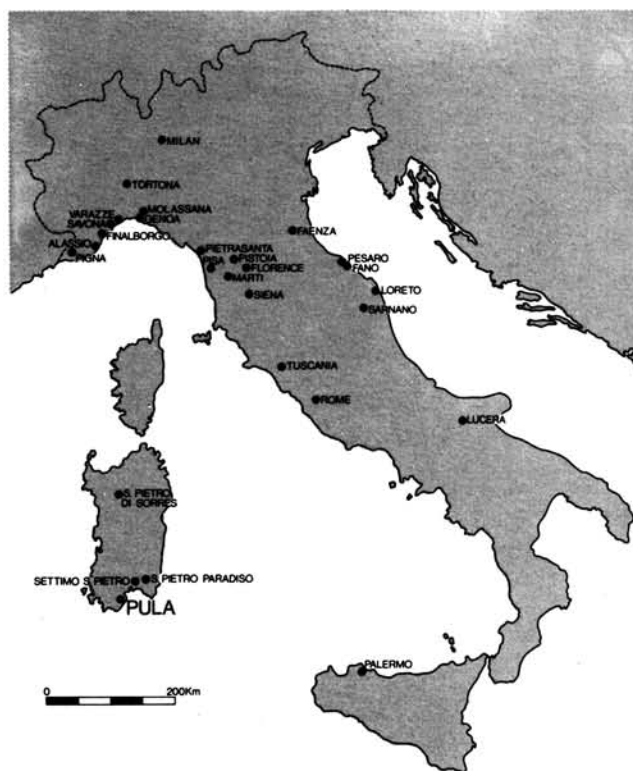 MILAN
TORTONA
MOLASSANA
GENOA
VARAZZE
SAVONA
FINALBORGO
ALASSIO
PIGNA
FAENZA
PIETRASANTA
PISTOIA
PISA
FLORENCE
MARTI
SIENA
PESARO
FANO
LORETO
SARNANO
TUSCANIA
ROME
LUCERA
S. PIETRO
DI SORRES
SETTIMO S. PIETRO
S. PIETRO PARADISO
PULA
PALERMO
0 200Km